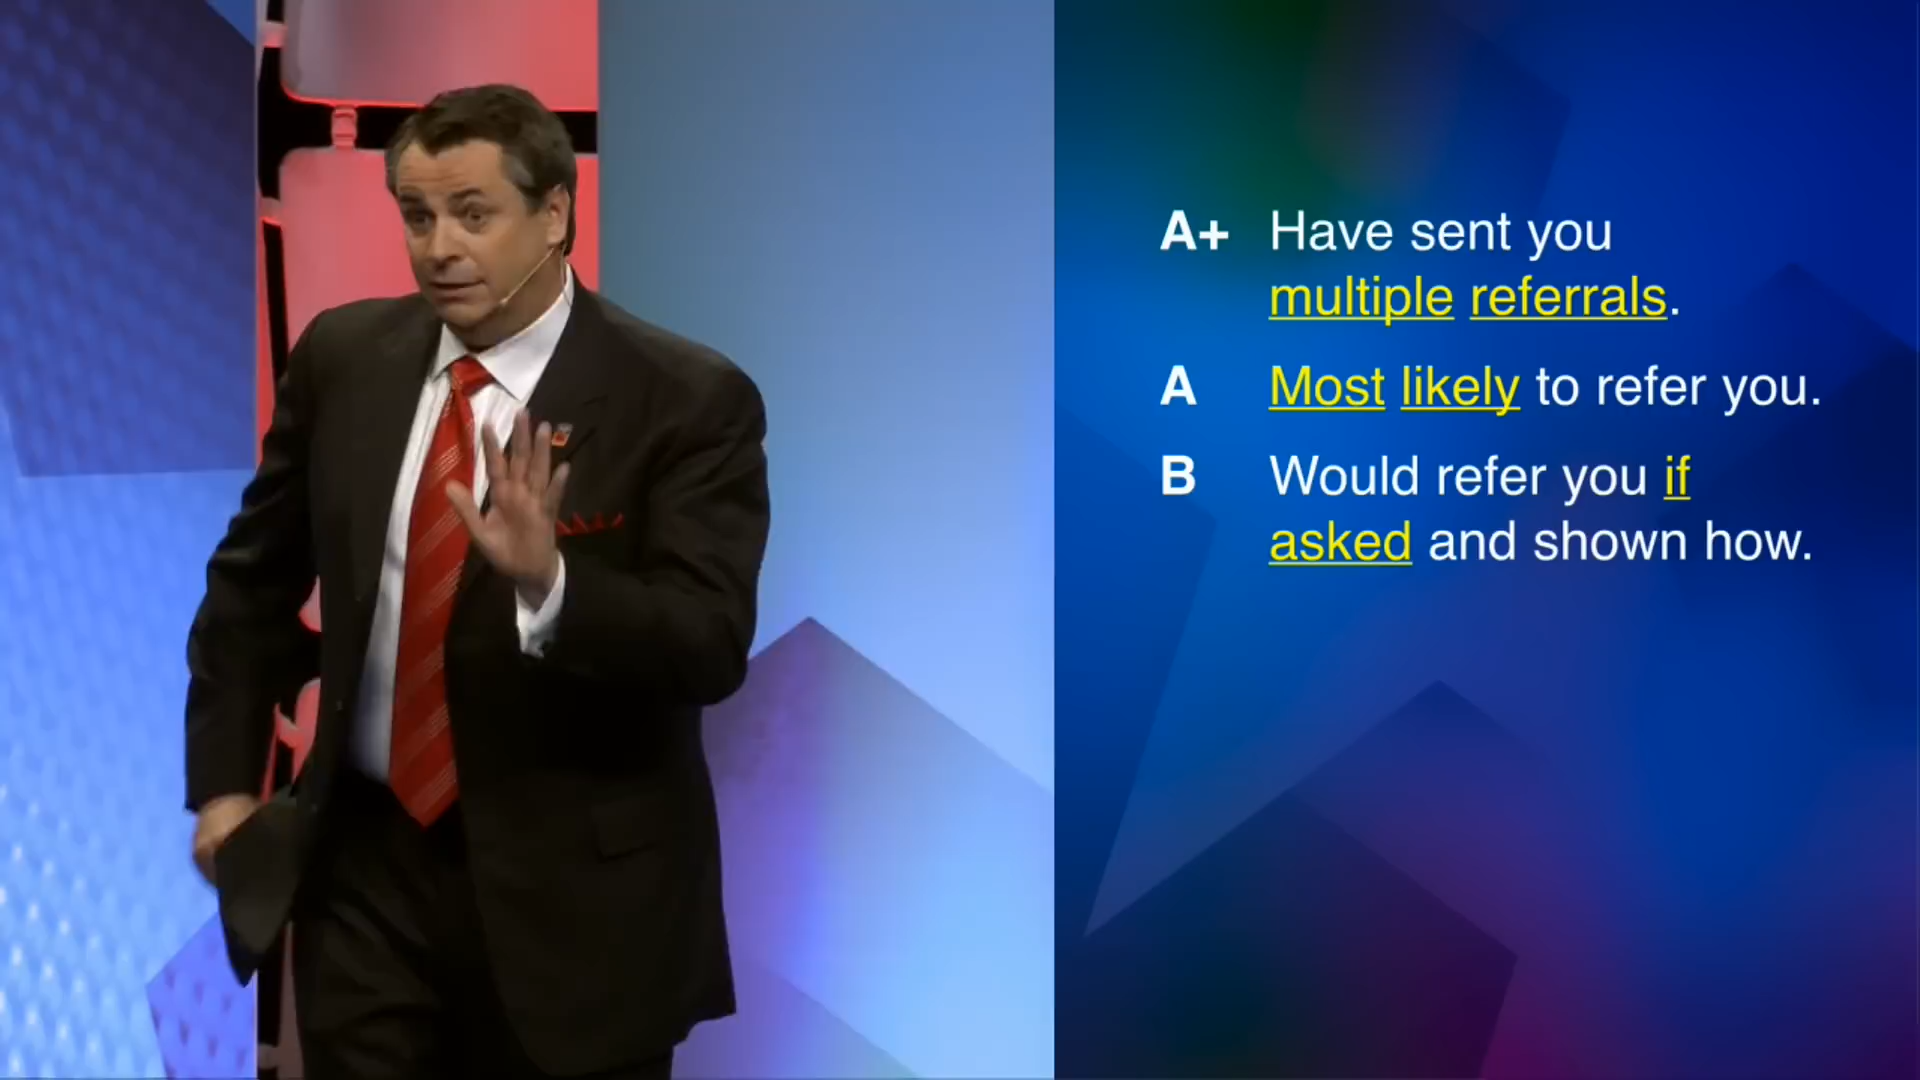 A+ Have sent you
multiple referrals.
A Most likely to refer you.
B Would refer you if
asked and shown how.